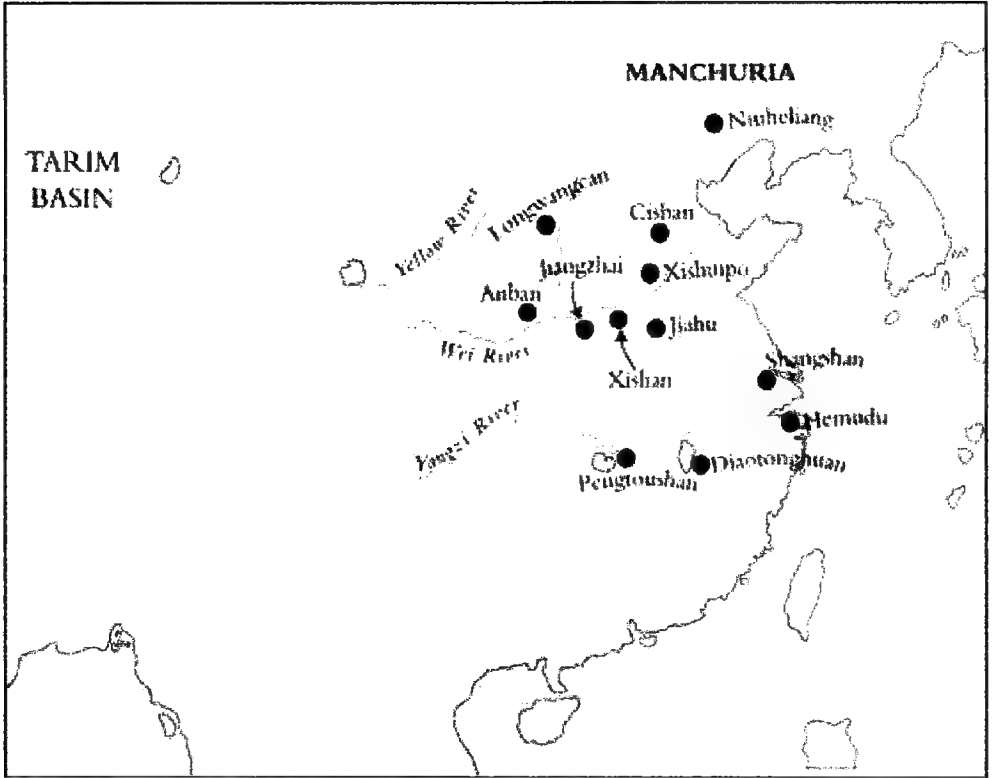 MANCHURIA
Niuheliang
TARIM
BASIN
Longwangcan
Yellow River
Cishan
Jiangzhai
Xishuipo
Anban
Jiahu
Wei River
Shangshan
Xishan
Hemudu
Yangzi River
Diaotonghuan
Pengtoushan